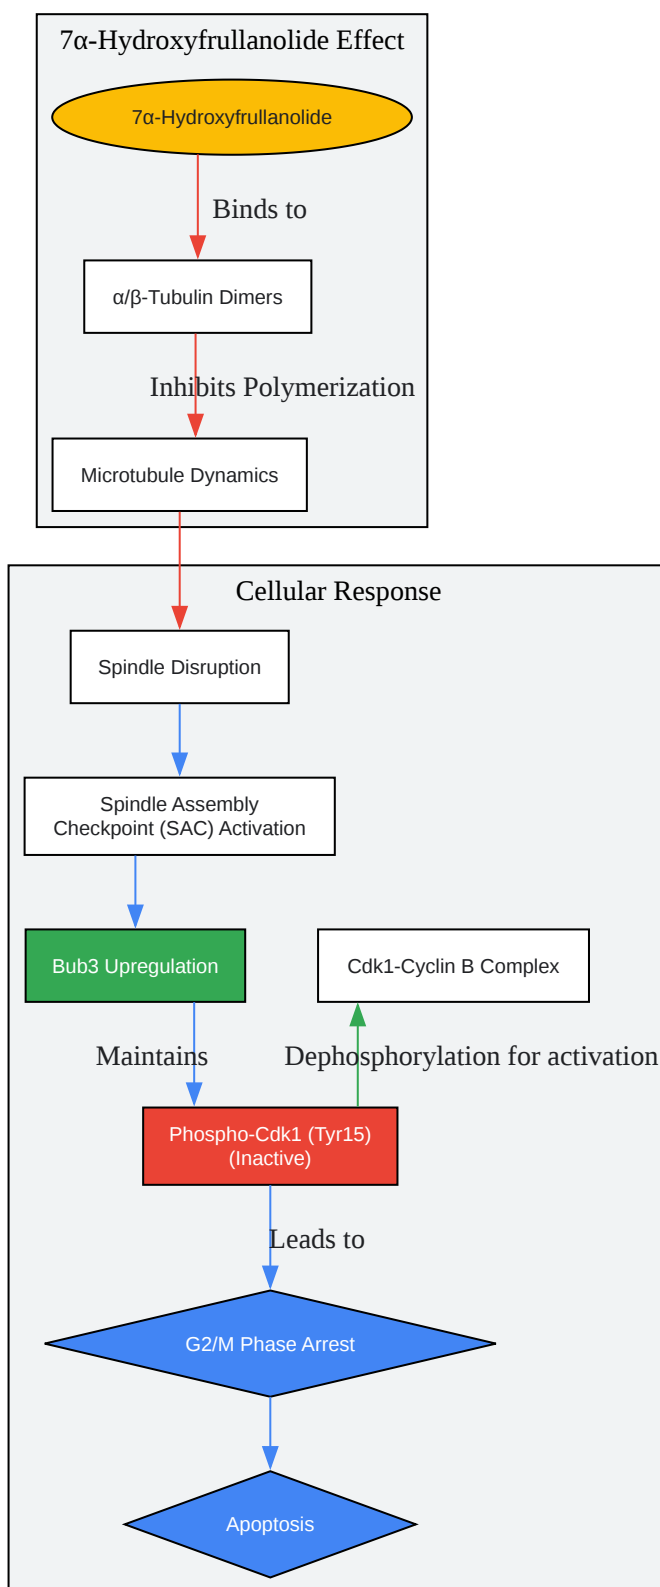 7α-Hydroxyfrullanolide Effect
7α-Hydroxyfrullanolide
Binds to
α/β-Tubulin Dimers
Inhibits Polymerization
Microtubule Dynamics
Cellular Response
Spindle Disruption
Spindle Assembly
Checkpoint (SAC) Activation
Bub3 Upregulation
Cdk1-Cyclin B Complex
Maintains
Dephosphorylation for activation
Phospho-Cdk1 (Tyr15)
(Inactive)
Leads to
G2/M Phase Arrest
Apoptosis